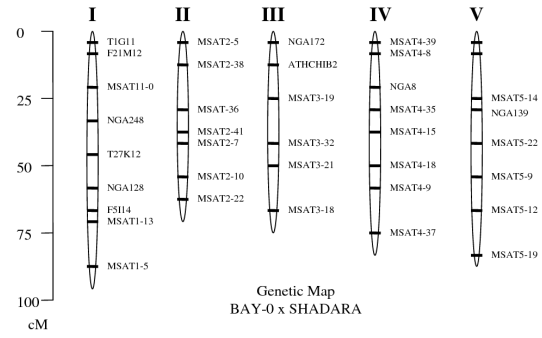 I II III IV V
0
25
50
75
100
cM
T1G11
F21M12
MSAT11-0
NGA248
T27K12
NGA128
F5I14
MSAT1-13
MSAT1-5
MSAT2-5
MSAT2-38
MSAT-36
MSAT2-41
MSAT2-7
MSAT2-10
MSAT2-22
NGA172
ATHCHIB2
MSAT3-19
MSAT3-32
MSAT3-21
MSAT3-18
MSAT4-39
MSAT4-8
NGA8
MSAT4-35
MSAT4-15
MSAT4-18
MSAT4-9
MSAT4-37
MSAT5-14
NGA139
MSAT5-22
MSAT5-9
MSAT5-12
MSAT5-19
Genetic Map
BAY-0 x SHADARA